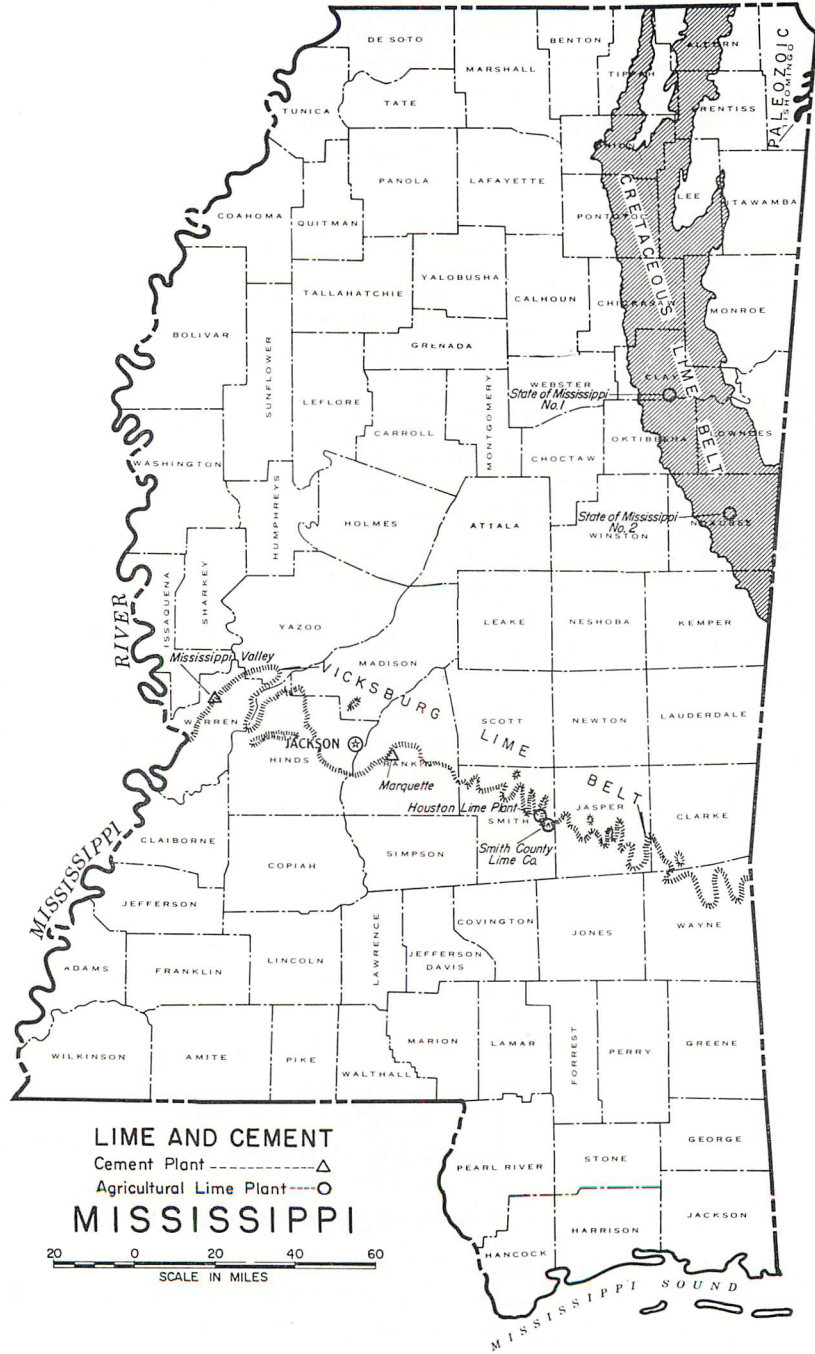 DE SOTO
BENTON
ALCORN
MARSHALL
TIPPAH
PALEOZOIC
TISHOMINGO
TATE
TUNICA
PRENTISS
UNION
PANOLA
LAFAYETTE
LEE
ITAWAMBA
COAHOMA
QUITMAN
PONTOTOC
CRETACEOUS LIME BELT
YALOBUSHA
TALLAHATCHIE
CALHOUN
CHICKASAW
MONROE
BOLIVAR
SUNFLOWER
GRENADA
LEFLORE
MONTGOMERY
WEBSTER
CLAY
State of Mississippi
No. 1
CARROLL
OKTIBBEHA
LOWNDES
WASHINGTON
CHOCTAW
HUMPHREYS
HOLMES
ATTALA
State of Mississippi
No. 2
NOXUBEE
WINSTON
ISSAQUENA
SHARKEY
YAZOO
LEAKE
NESHOBA
KEMPER
RIVER
Mississippi Valley
MADISON
VICKSBURG LIME BELT
WARREN
SCOTT
NEWTON
LAUDERDALE
JACKSON
HINDS
RANKIN
Marquette
Houston Lime Plant
JASPER
SMITH
CLARKE
Smith County
Lime Co.
CLAIBORNE
COPIAH
SIMPSON
MISSISSIPPI
JEFFERSON
COVINGTON
WAYNE
LAWRENCE
JONES
LINCOLN
JEFFERSON
DAVIS
ADAMS
FRANKLIN
MARION
LAMAR
GREENE
FORREST
PERRY
WILKINSON
AMITE
PIKE
WALTHALL
LIME AND CEMENT
Cement Plant
Agricultural Lime Plant
MISSISSIPPI
20 0 20 40 60
SCALE IN MILES
GEORGE
STONE
PEARL RIVER
JACKSON
HARRISON
HANCOCK
MISSISSIPPI SOUND